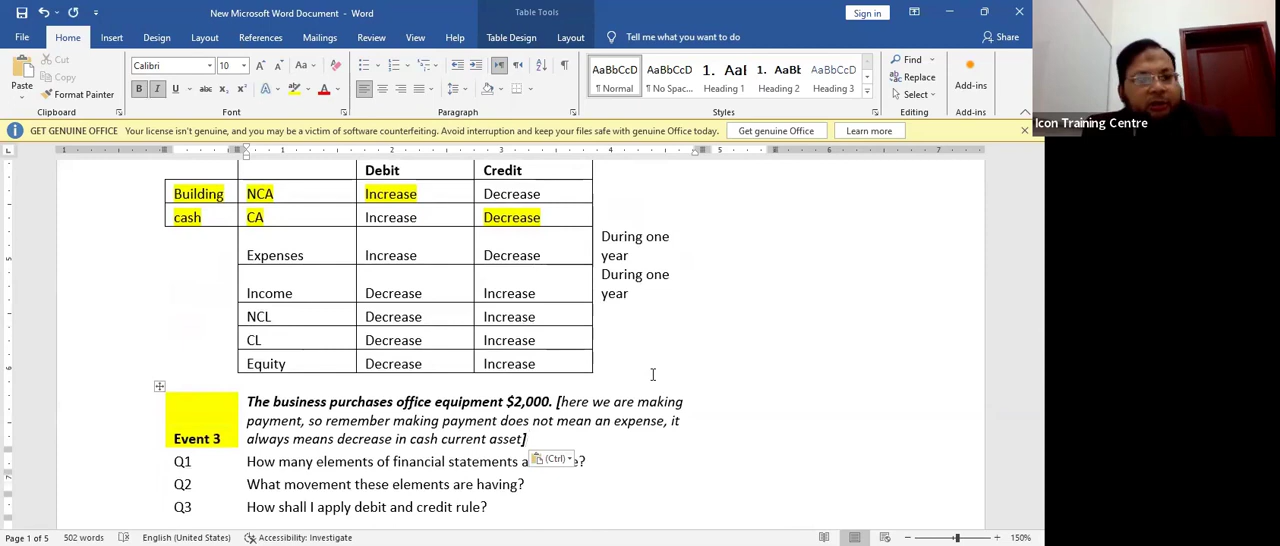 New Microsoft Word Document - Word
Table Tools
Sign in
File Home Insert Design Layout References Mailings Review View Help Table Design Layout Tell me what you want to do Share
Paste
Cut
Copy
Format Painter
Clipboard
Calibri 10
Font
Paragraph
AaBbCcD AaBbCcD 1. AaI 1. AaBb AaBbCcD
¶ Normal ¶ No Spac... Heading 1 Heading 2 Heading 3
Styles
Find
Replace
Select
Editing
Add-ins
Add-ins
GET GENUINE OFFICE Your license isn't genuine, and you may be a victim of software counterfeiting. Avoid interruption and keep your files safe with genuine Office today. Get genuine Office Learn more
Icon Training Centre
Debit Credit
Building NCA Increase Decrease
cash CA Increase Decrease
Expenses Increase Decrease During one year
Income Decrease Increase During one year
NCL Decrease Increase
CL Decrease Increase
Equity Decrease Increase
The business purchases office equipment $2,000. [here we are making
payment, so remember making payment does not mean an expense, it
Event 3 always means decrease in cash current asset]
Q1 How many elements of financial statements a e?
(Ctrl)
Q2 What movement these elements are having?
Q3 How shall I apply debit and credit rule?
Page 1 of 5 502 words English (United States) Accessibility: Investigate 150%